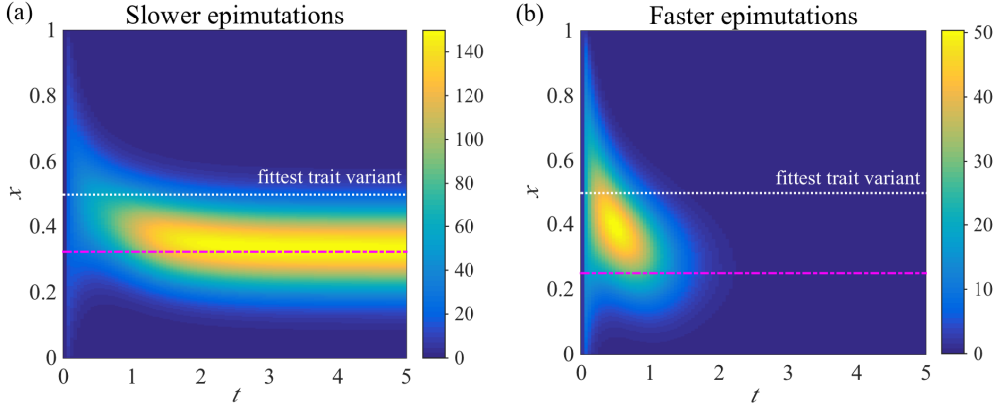 (a) Slower epimutations
1
0.8
0.6
x
0.4
0.2
0
fittest trait variant
0 1 2 3 4 5
t
140
120
100
80
60
40
20
0
(b) Faster epimutations
1
0.8
0.6
x
0.4
0.2
0
fittest trait variant
0 1 2 3 4 5
t
50
40
30
20
10
0